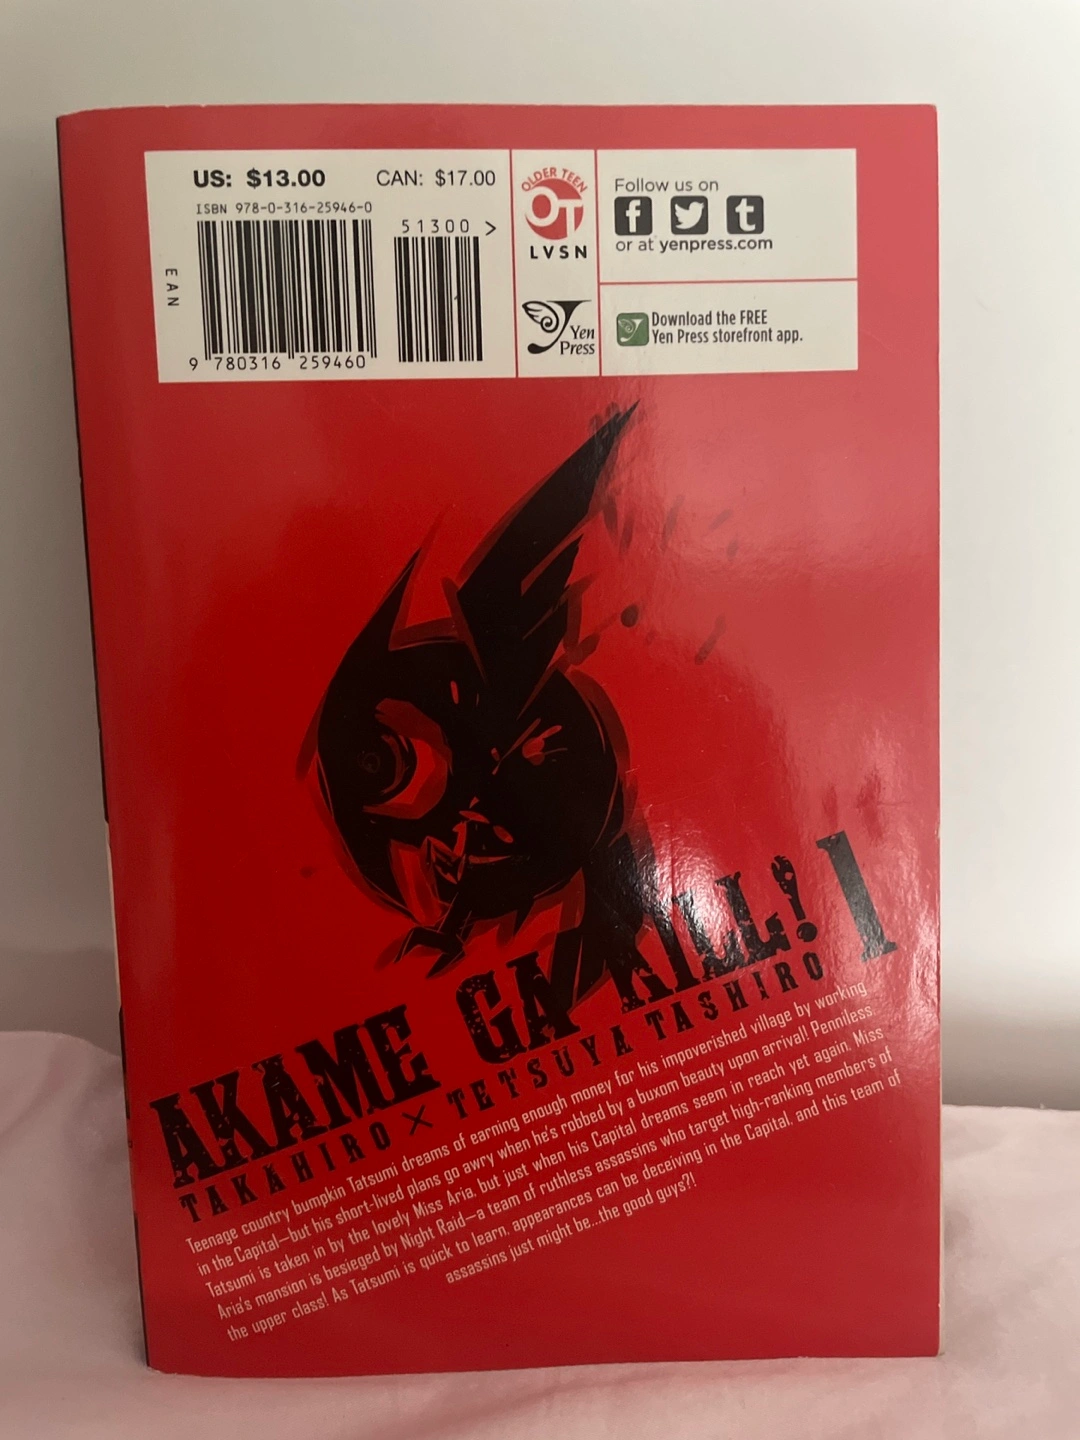 US: $13.00 CAN: $17.00
ISBN 978-0-316-25946-0
51300 >
EAN
9 780316 259460
OLDER TEEN
OT
LVSN
Yen
Press
Follow us on
f t
or at yenpress.com
Download the FREE
Yen Press storefront app.
AKAME GA KILL! 1
TAKAHIRO × TETSUYA TASHIRO
Teenage country bumpkin Tatsumi dreams of earning enough money for his impoverished village by working
in the Capital—but his short-lived plans go awry when he's robbed by a buxom beauty upon arrival! Penniless
Tatsumi is taken in by the lovely Miss Aria, but just when his Capital dreams seem in reach yet again, Miss
Aria's mansion is besieged by Night Raid—a team of ruthless assassins who target high-ranking members of
the upper class! As Tatsumi is quick to learn, appearances can be deceiving in the Capital, and this team of
assassins just might be...the good guys?!